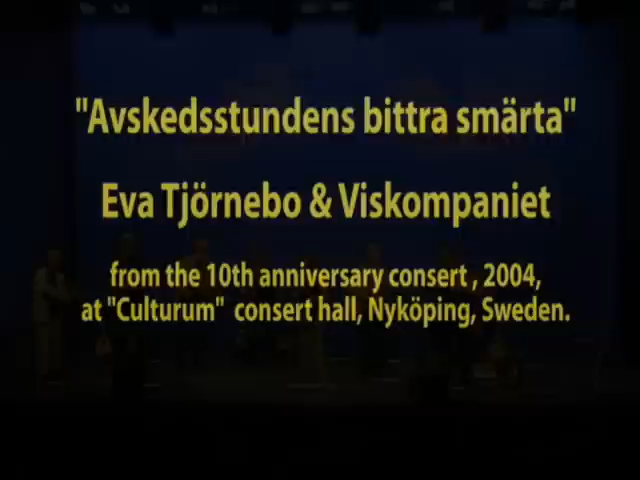 "Avskedsstundens bittra smärta"
Eva Tjörnebo & Viskompaniet
from the 10th anniversary consert , 2004,
at "Culturum" consert hall, Nyköping, Sweden.